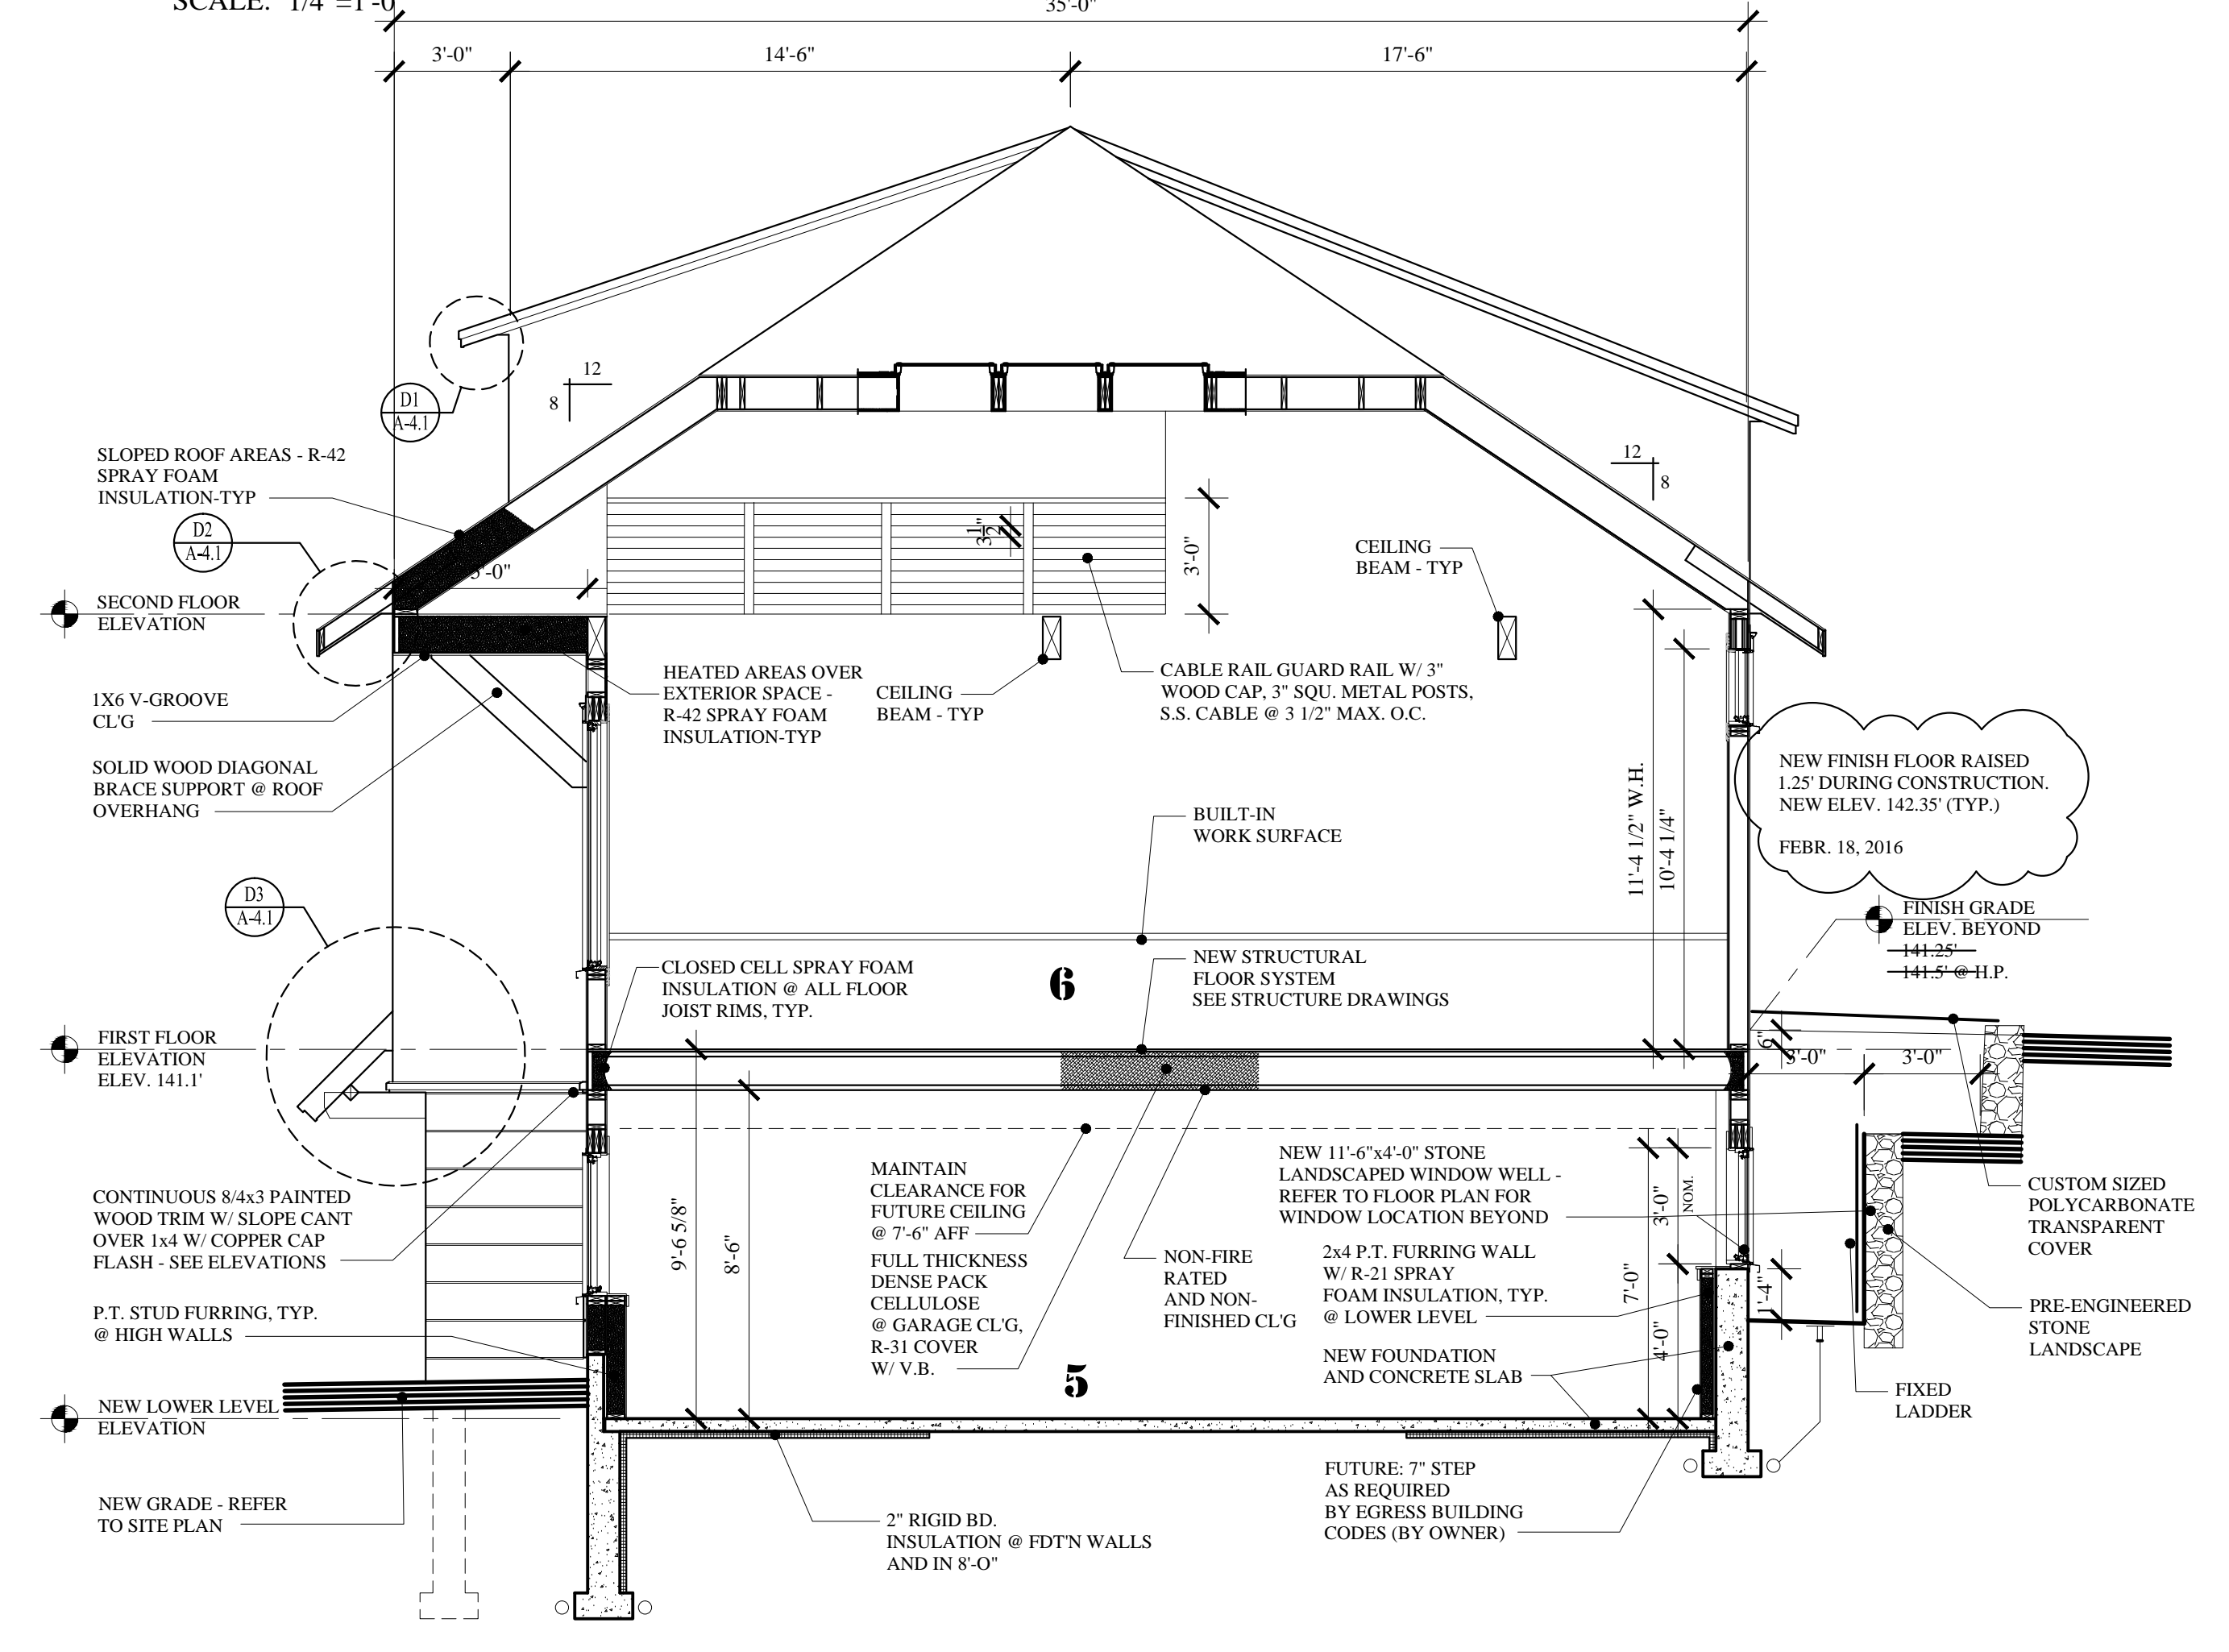 SCALE: 1/4"=1'-0"
35'-0"
3'-0"
14'-6"
17'-6"
12
8
D1
A-4.1
SLOPED ROOF AREAS - R-42
SPRAY FOAM
INSULATION-TYP
D2
A-4.1
12
8
3 1/2"
3'-0"
CEILING
BEAM - TYP
SECOND FLOOR
ELEVATION
HEATED AREAS OVER
EXTERIOR SPACE -
R-42 SPRAY FOAM
INSULATION-TYP
CEILING
BEAM - TYP
CABLE RAIL GUARD RAIL W/ 3"
WOOD CAP, 3" SQU. METAL POSTS,
S.S. CABLE @ 3 1/2" MAX. O.C.
1X6 V-GROOVE
CL'G
SOLID WOOD DIAGONAL
BRACE SUPPORT @ ROOF
OVERHANG
NEW FINISH FLOOR RAISED
1.25' DURING CONSTRUCTION.
NEW ELEV. 142.35' (TYP.)
FEBR. 18, 2016
11'-4 1/2" W.H.
10'-4 1/4"
BUILT-IN
WORK SURFACE
D3
A-4.1
FINISH GRADE
ELEV. BEYOND
141.25'
141.5' @ H.P.
CLOSED CELL SPRAY FOAM
INSULATION @ ALL FLOOR
JOIST RIMS, TYP.
6
NEW STRUCTURAL
FLOOR SYSTEM
SEE STRUCTURE DRAWINGS
FIRST FLOOR
ELEVATION
ELEV. 141.1'
6"
3'-0"
3'-0"
CONTINUOUS 8/4x3 PAINTED
WOOD TRIM W/ SLOPE CANT
OVER 1x4 W/ COPPER CAP
FLASH - SEE ELEVATIONS
9'-6 5/8"
8'-6"
MAINTAIN
CLEARANCE FOR
FUTURE CEILING
@ 7'-6" AFF
FULL THICKNESS
DENSE PACK
CELLULOSE
@ GARAGE CL'G,
R-31 COVER
W/ V.B.
NON-FIRE
RATED
AND NON-
FINISHED CL'G
NEW 11'-6"x4'-0" STONE
LANDSCAPED WINDOW WELL -
REFER TO FLOOR PLAN FOR
WINDOW LOCATION BEYOND
2x4 P.T. FURRING WALL
W/ R-21 SPRAY
FOAM INSULATION, TYP.
@ LOWER LEVEL
NEW FOUNDATION
AND CONCRETE SLAB
7'-0"
3'-0"
NOM.
4'-0"
1'-4"
CUSTOM SIZED
POLYCARBONATE
TRANSPARENT
COVER
PRE-ENGINEERED
STONE
LANDSCAPE
FIXED
LADDER
P.T. STUD FURRING, TYP.
@ HIGH WALLS
5
NEW LOWER LEVEL
ELEVATION
NEW GRADE - REFER
TO SITE PLAN
2" RIGID BD.
INSULATION @ FDT'N WALLS
AND IN 8'-O"
FUTURE: 7" STEP
AS REQUIRED
BY EGRESS BUILDING
CODES (BY OWNER)